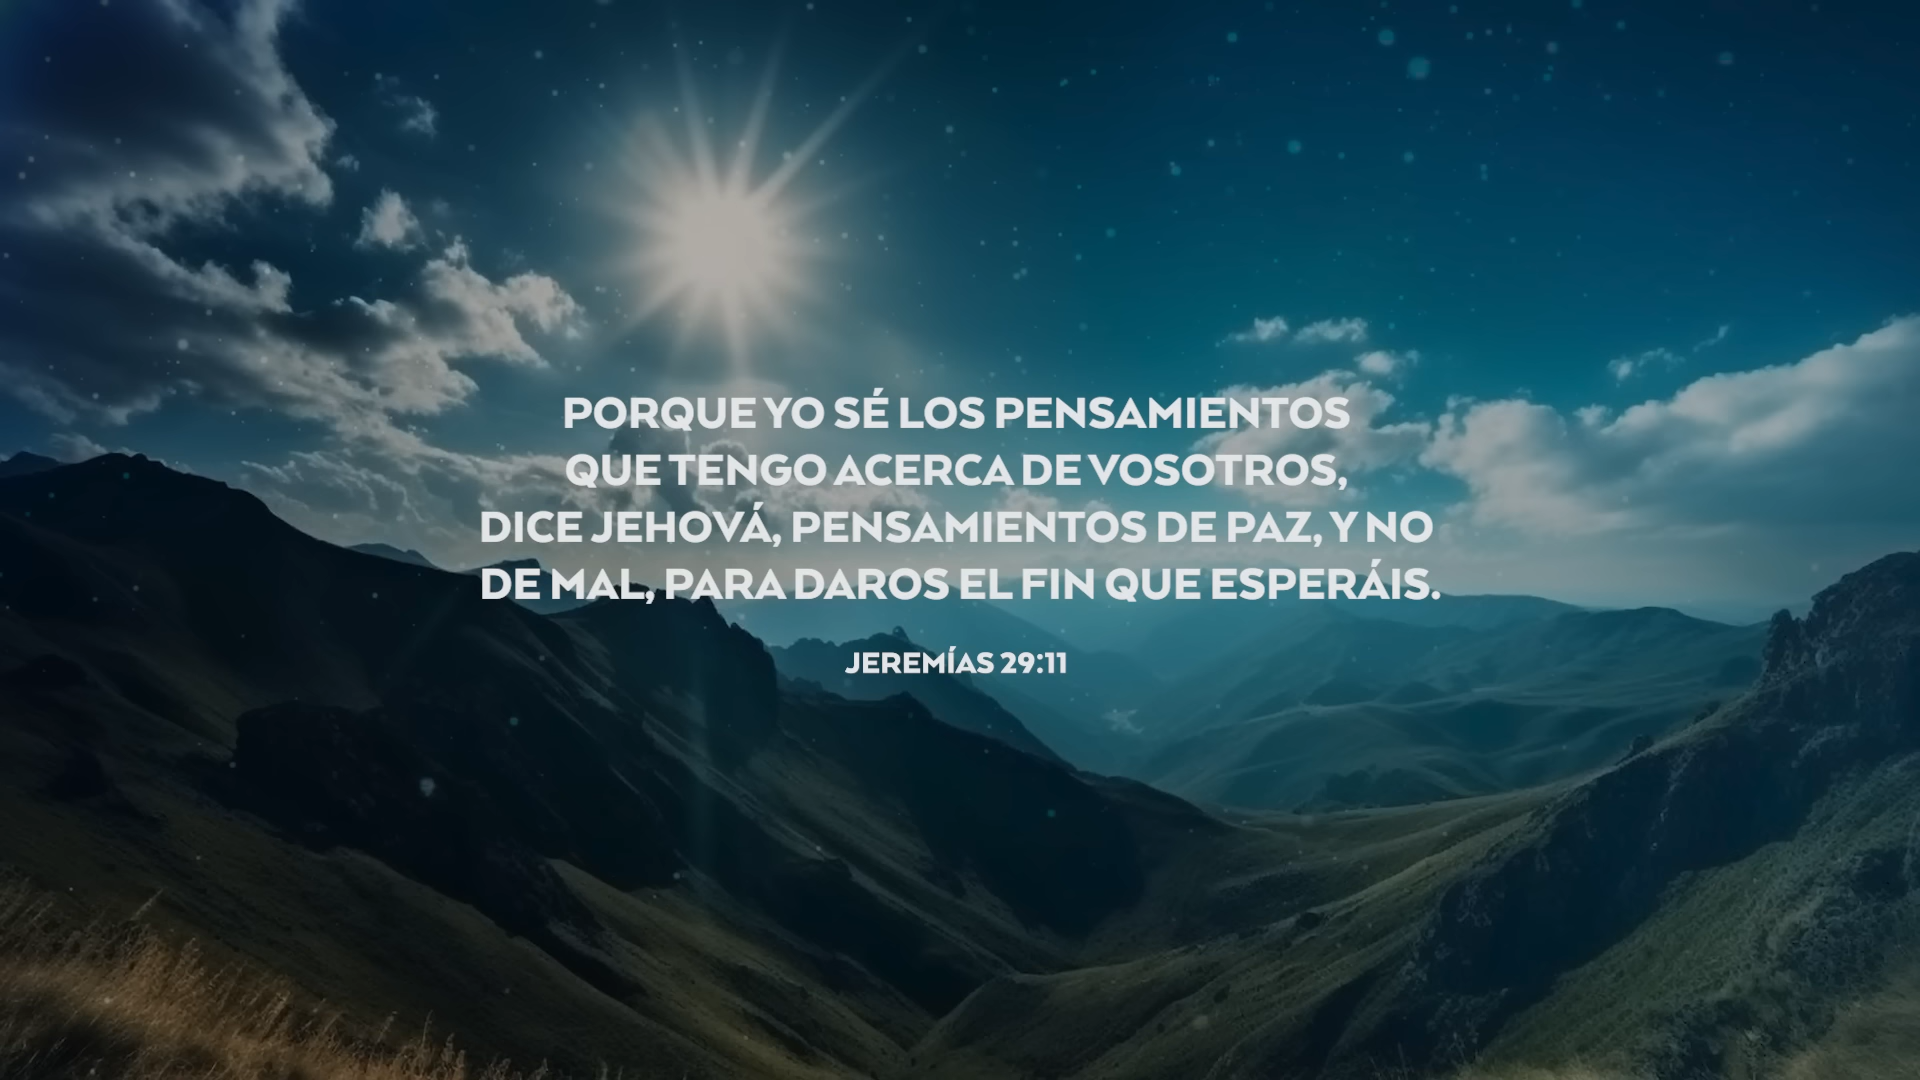 PORQUE YO SÉ LOS PENSAMIENTOS
QUE TENGO ACERCA DE VOSOTROS,
DICE JEHOVÁ, PENSAMIENTOS DE PAZ, Y NO
DE MAL, PARA DAROS EL FIN QUE ESPERÁIS.
JEREMÍAS 29:11